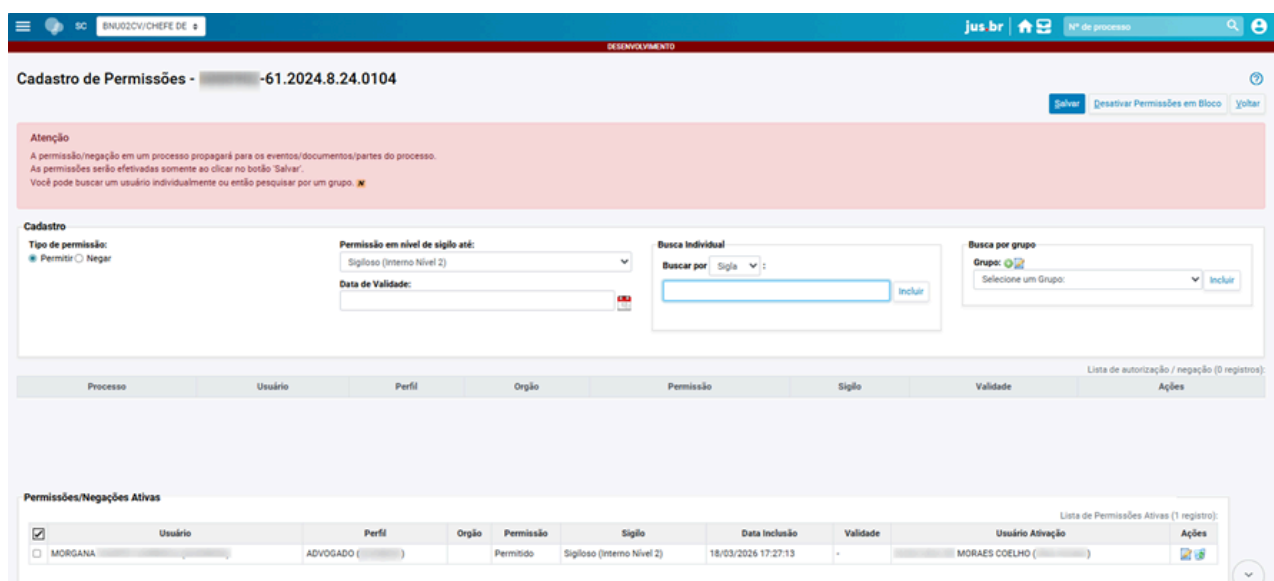 SC BNU02CV/CHEFE DE jus.br Nº de processo
DESENVOLVIMENTO
Cadastro de Permissões - -61.2024.8.24.0104
Salvar Desativar Permissões em Bloco Voltar
Atenção
A permissão/negação em um processo propagará para os eventos/documentos/partes do processo.
As permissões serão efetivadas somente ao clicar no botão 'Salvar'.
Você pode buscar um usuário individualmente ou então pesquisar por um grupo.
Cadastro
Tipo de permissão: Permissão em nível de sigilo até: Busca Individual Busca por grupo
Permitir Negar Sigiloso (Interno Nível 2) Buscar por Sigla : Grupo:
Data de Validade: Incluir Selecione um Grupo: Incluir
Lista de autorização / negação (0 registros):
Processo Usuário Perfil Orgão Permissão Sigilo Validade Ações
Permissões/Negações Ativas
Lista de Permissões Ativas (1 registro):
Usuário Perfil Orgão Permissão Sigilo Data Inclusão Validade Usuário Ativação Ações
MORGANA ADVOGADO ( ) Permitido Sigiloso (Interno Nível 2) 18/03/2026 17:27:13 - MORAES COELHO ( )